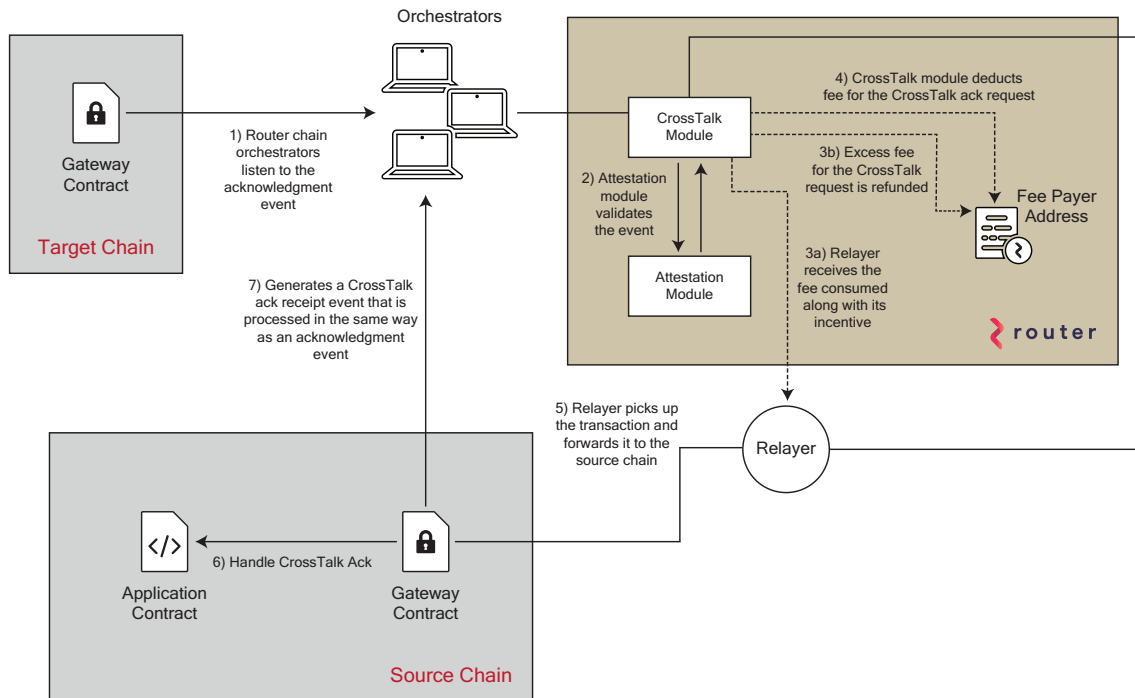 Orchestrators
Gateway
Contract
Target Chain
1) Router chain
orchestrators
listen to the
acknowledgment
event
CrossTalk
Module
2) Attestation
module
validates
the event
Attestation
Module
4) CrossTalk module deducts
fee for the CrossTalk ack request
3b) Excess fee
for the CrossTalk
request is refunded
Fee Payer
Address
3a) Relayer
receives the
fee consumed
along with its
incentive
router
7) Generates a CrossTalk
ack receipt event that is
processed in the same way
as an acknowledgment
event
5) Relayer picks up
the transaction and
forwards it to the
source chain
Relayer
</>
6) Handle CrossTalk Ack
Application
Contract
Gateway
Contract
Source Chain